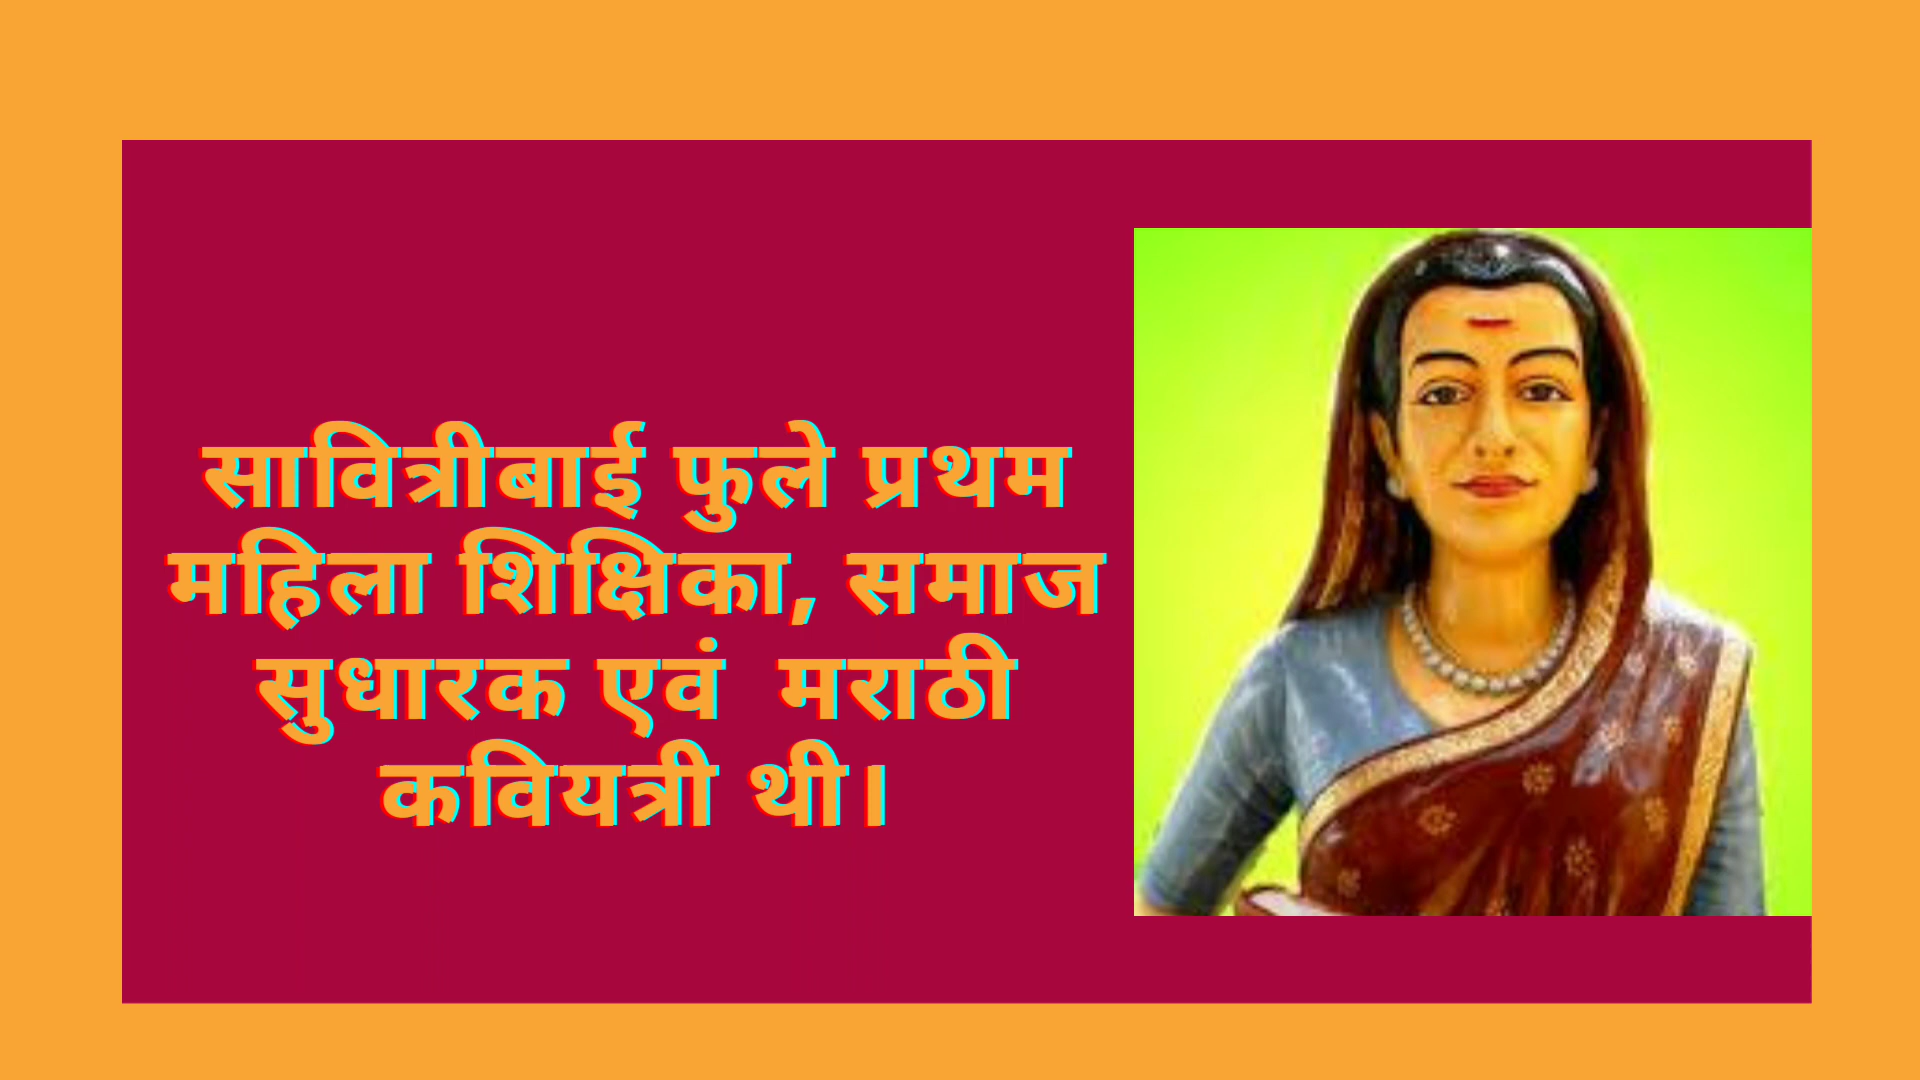 सावित्रीबाई फुले प्रथम
महिला शिक्षिका, समाज
सुधारक एवं मराठी
कवियत्री थी।